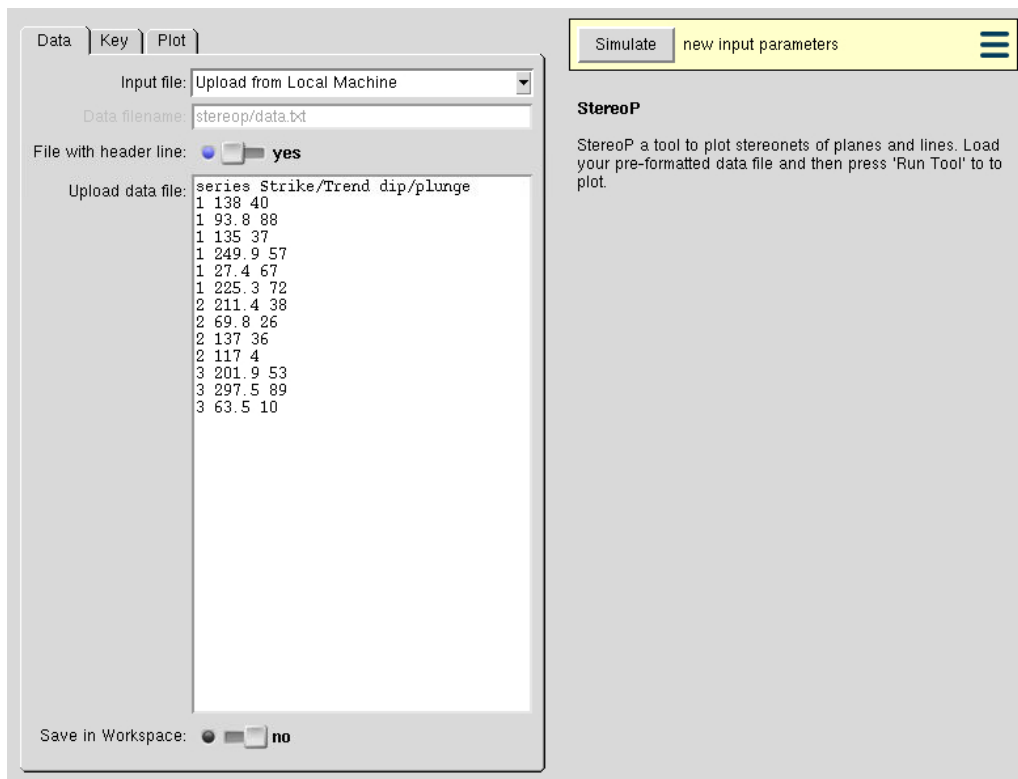 Data Key Plot
Input file: Upload from Local Machine
Data filename: stereop/data.txt
File with header line: yes
Upload data file: series Strike/Trend dip/plunge
1 138 40
1 93.8 88
1 135 37
1 249.9 57
1 27.4 67
1 225.3 72
2 211.4 38
2 69.8 26
2 137 36
2 117 4
3 201.9 53
3 297.5 89
3 63.5 10
Save in Workspace: no
Simulate new input parameters
StereoP
StereoP a tool to plot stereonets of planes and lines. Load
your pre-formatted data file and then press 'Run Tool' to to
plot.